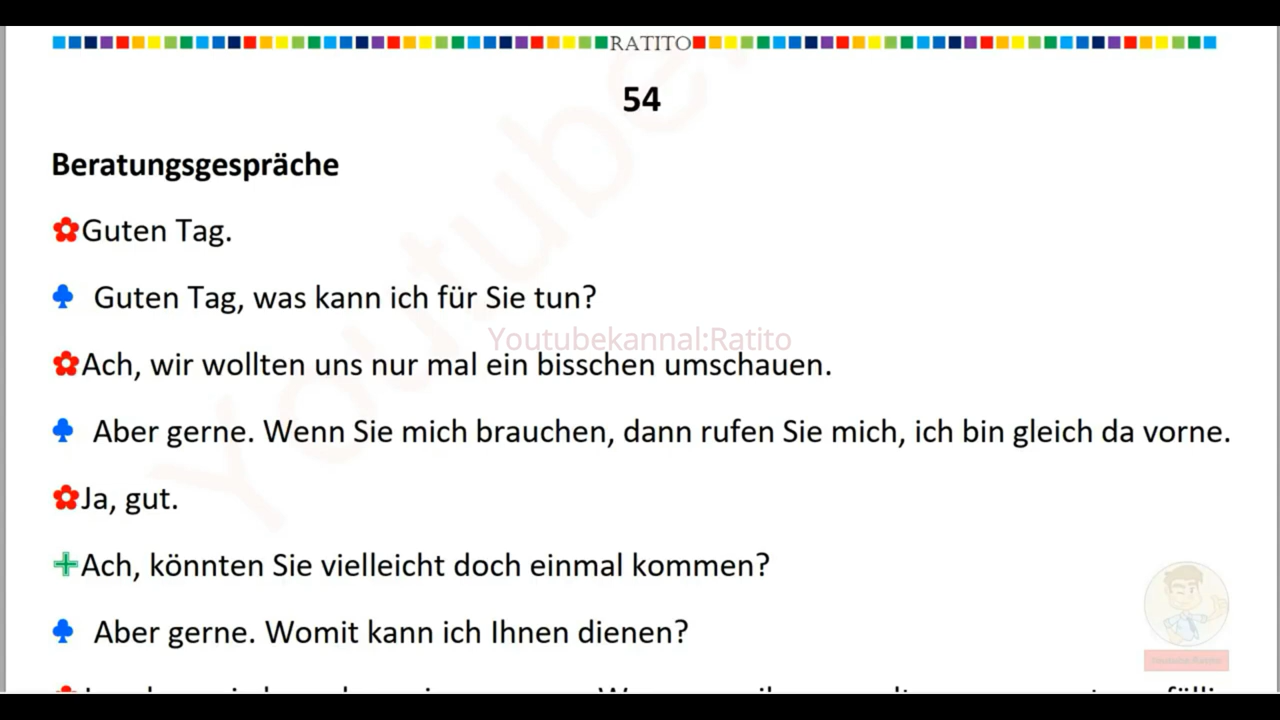 RATITO
54
Beratungsgespräche
Guten Tag.
Guten Tag, was kann ich für Sie tun?
Youtubekannal:Ratito
Ach, wir wollten uns nur mal ein bisschen umschauen.
Aber gerne. Wenn Sie mich brauchen, dann rufen Sie mich, ich bin gleich da vorne.
Ja, gut.
Ach, könnten Sie vielleicht doch einmal kommen?
Aber gerne. Womit kann ich Ihnen dienen?